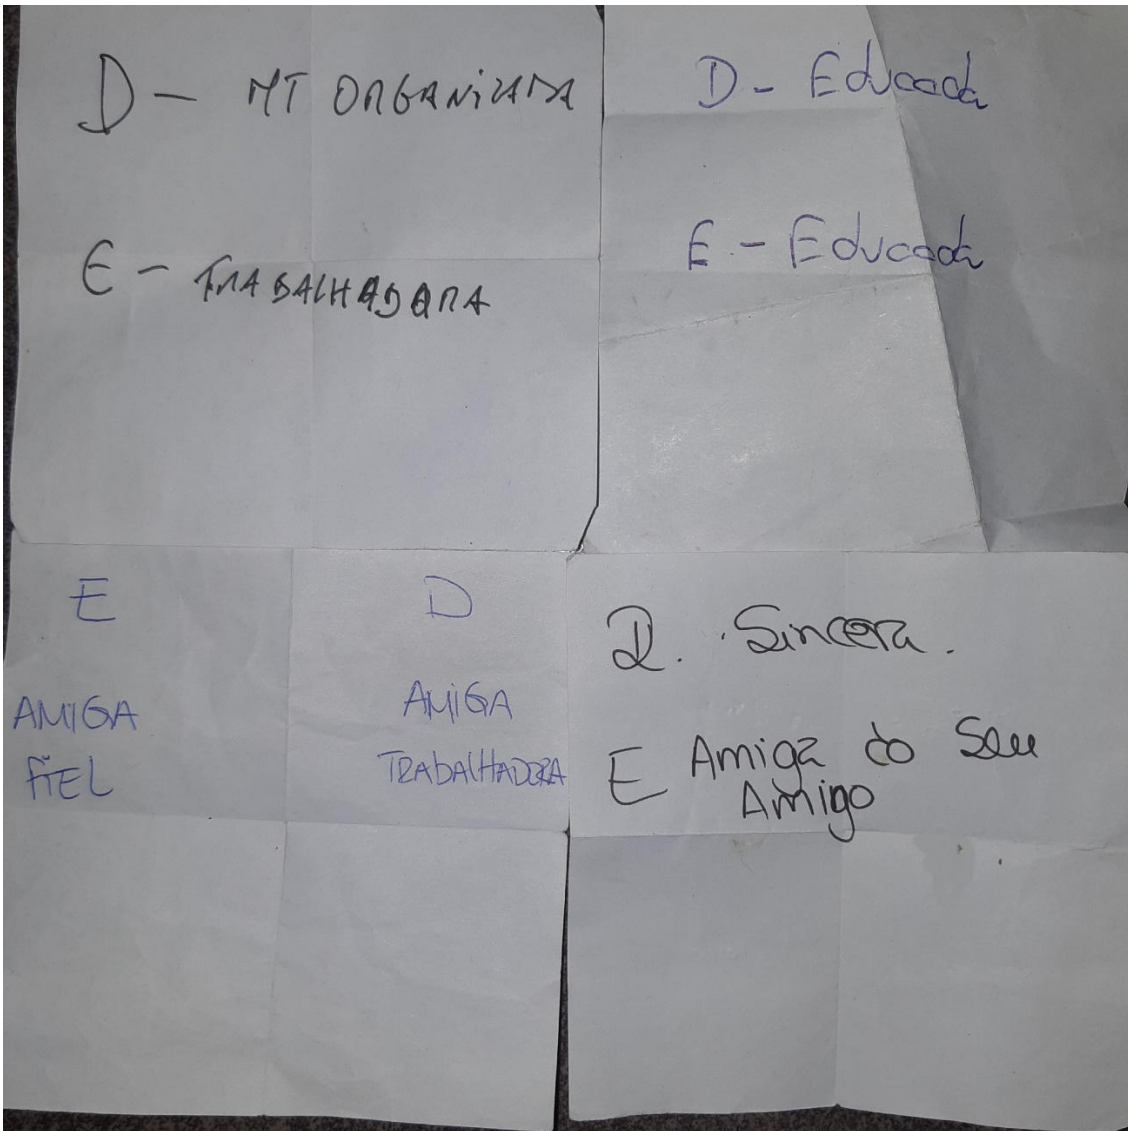 D - MT ORGANIZADA
E - TRABALHADORA
D - Educada
E - Educada
E
AMIGA
FIEL
D
AMIGA
TRABALHADORA
D. Sincera.
E Amiga do Seu
Amigo